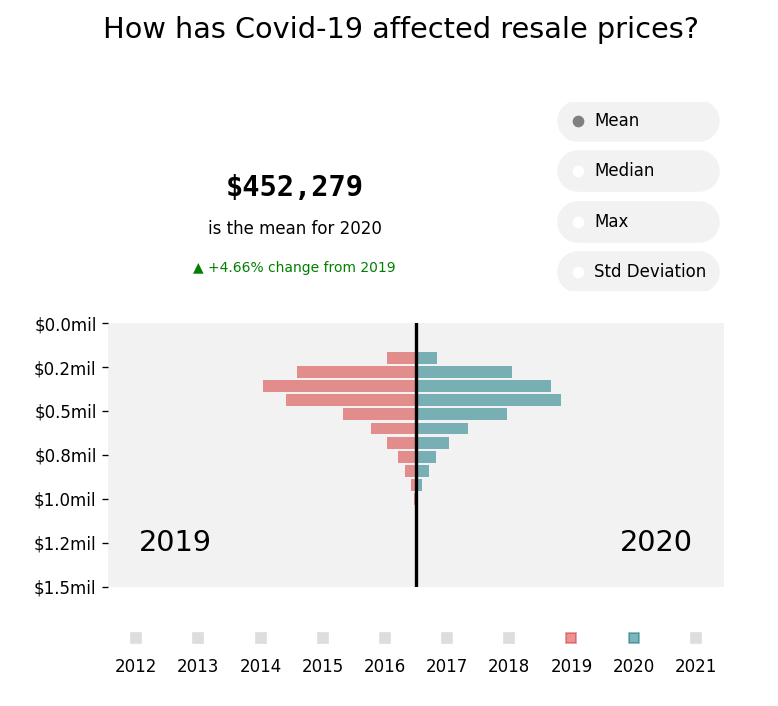 How has Covid-19 affected resale prices?
Mean
Median
Max
Std Deviation
$452,279
is the mean for 2020
▲ +4.66% change from 2019
$0.0mil
$0.2mil
$0.5mil
$0.8mil
$1.0mil
$1.2mil
$1.5mil
2019
2020
2012 2013 2014 2015 2016 2017 2018 2019 2020 2021